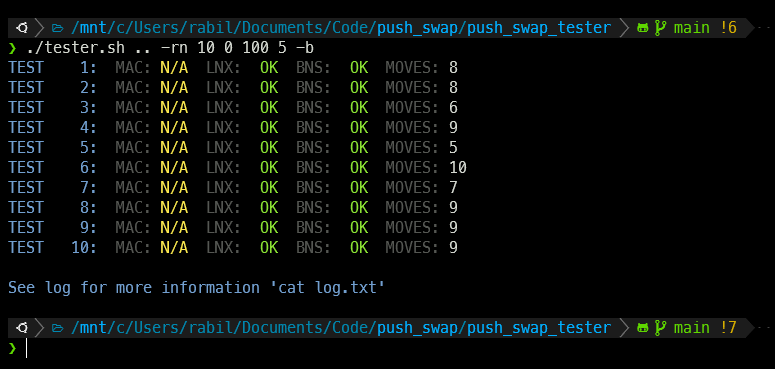 /mnt/c/Users/rabil/Documents/Code/push_swap/push_swap_tester main !6
❯ ./tester.sh .. -rn 10 0 100 5 -b
TEST 1: MAC: N/A LNX: OK BNS: OK MOVES: 8
TEST 2: MAC: N/A LNX: OK BNS: OK MOVES: 8
TEST 3: MAC: N/A LNX: OK BNS: OK MOVES: 6
TEST 4: MAC: N/A LNX: OK BNS: OK MOVES: 9
TEST 5: MAC: N/A LNX: OK BNS: OK MOVES: 5
TEST 6: MAC: N/A LNX: OK BNS: OK MOVES: 10
TEST 7: MAC: N/A LNX: OK BNS: OK MOVES: 7
TEST 8: MAC: N/A LNX: OK BNS: OK MOVES: 9
TEST 9: MAC: N/A LNX: OK BNS: OK MOVES: 9
TEST 10: MAC: N/A LNX: OK BNS: OK MOVES: 9
See log for more information 'cat log.txt'
/mnt/c/Users/rabil/Documents/Code/push_swap/push_swap_tester main !7
❯